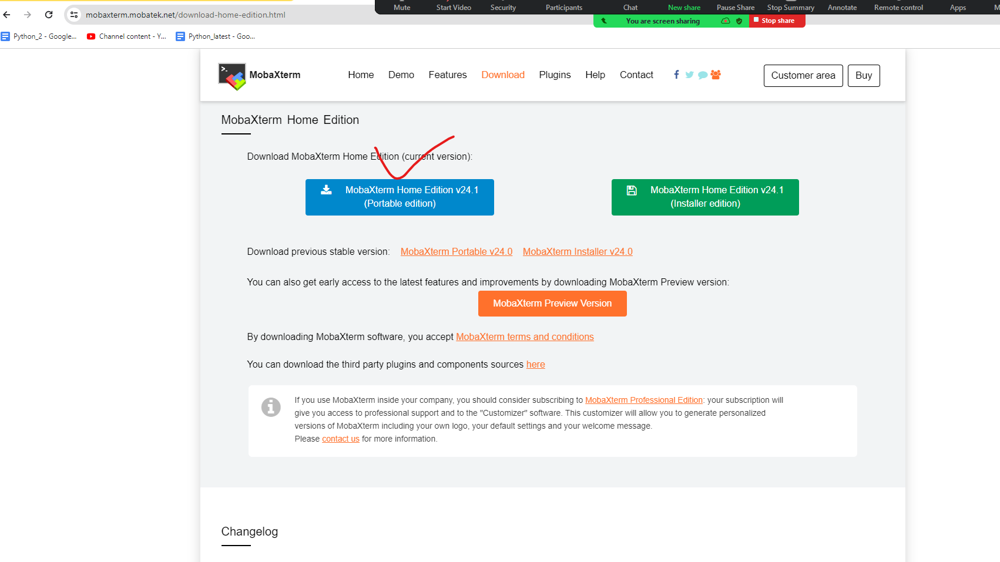 Mute Start Video Security Participants Chat New share Pause Share Stop Summary Annotate Remote control Apps
mobaxterm.mobatek.net/download-home-edition.html
You are screen sharing Stop share
Python_2 - Google... Channel content - Y... Python_latest - Goo...
>_ MobaXterm Home Demo Features Download Plugins Help Contact Customer area Buy
MobaXterm Home Edition
Download MobaXterm Home Edition (current version):
MobaXterm Home Edition v24.1
(Portable edition)
MobaXterm Home Edition v24.1
(Installer edition)
Download previous stable version: MobaXterm Portable v24.0 MobaXterm Installer v24.0
You can also get early access to the latest features and improvements by downloading MobaXterm Preview version:
MobaXterm Preview Version
By downloading MobaXterm software, you accept MobaXterm terms and conditions
You can download the third party plugins and components sources here
If you use MobaXterm inside your company, you should consider subscribing to MobaXterm Professional Edition: your subscription will
give you access to professional support and to the "Customizer" software. This customizer will allow you to generate personalized
versions of MobaXterm including your own logo, your default settings and your welcome message.
Please contact us for more information.
Changelog